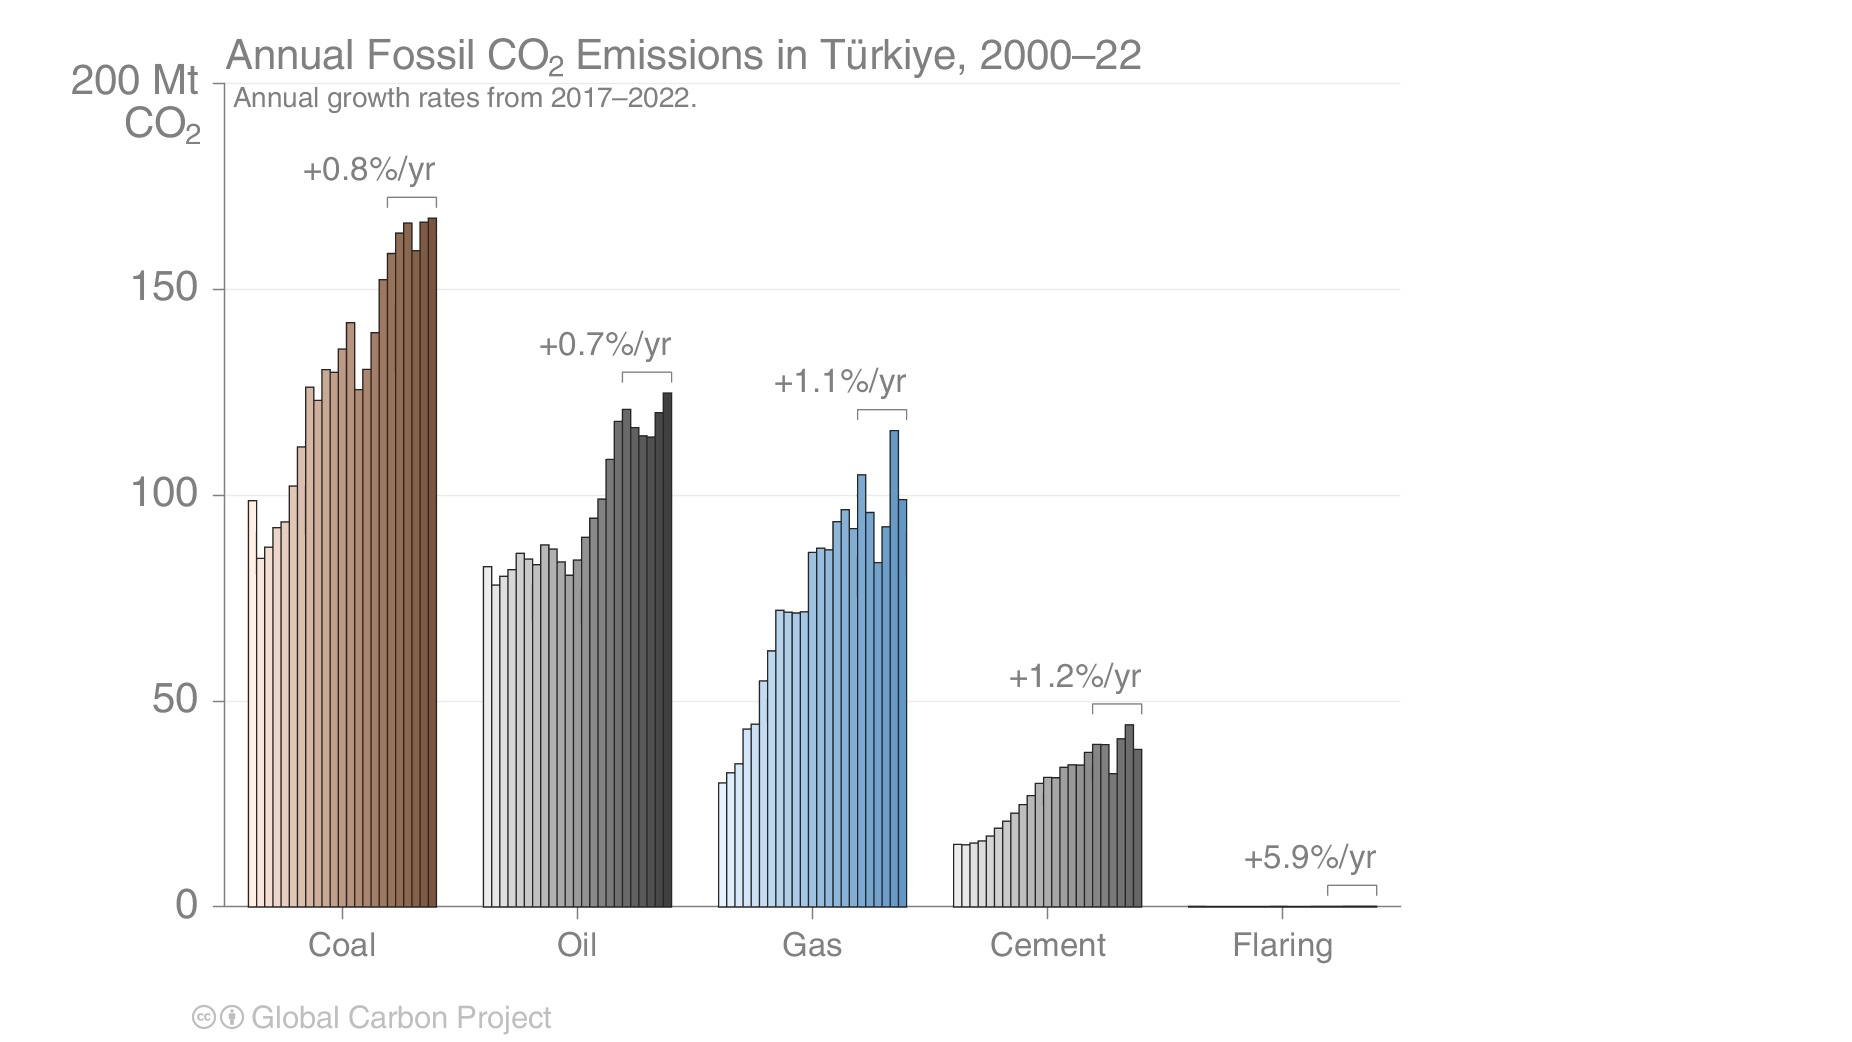 Annual Fossil CO₂ Emissions in Türkiye, 2000–22
Annual growth rates from 2017–2022.
200 Mt
CO₂
150
100
50
0
+0.8%/yr
+0.7%/yr
+1.1%/yr
+1.2%/yr
+5.9%/yr
Coal
Oil
Gas
Cement
Flaring
cc Global Carbon Project